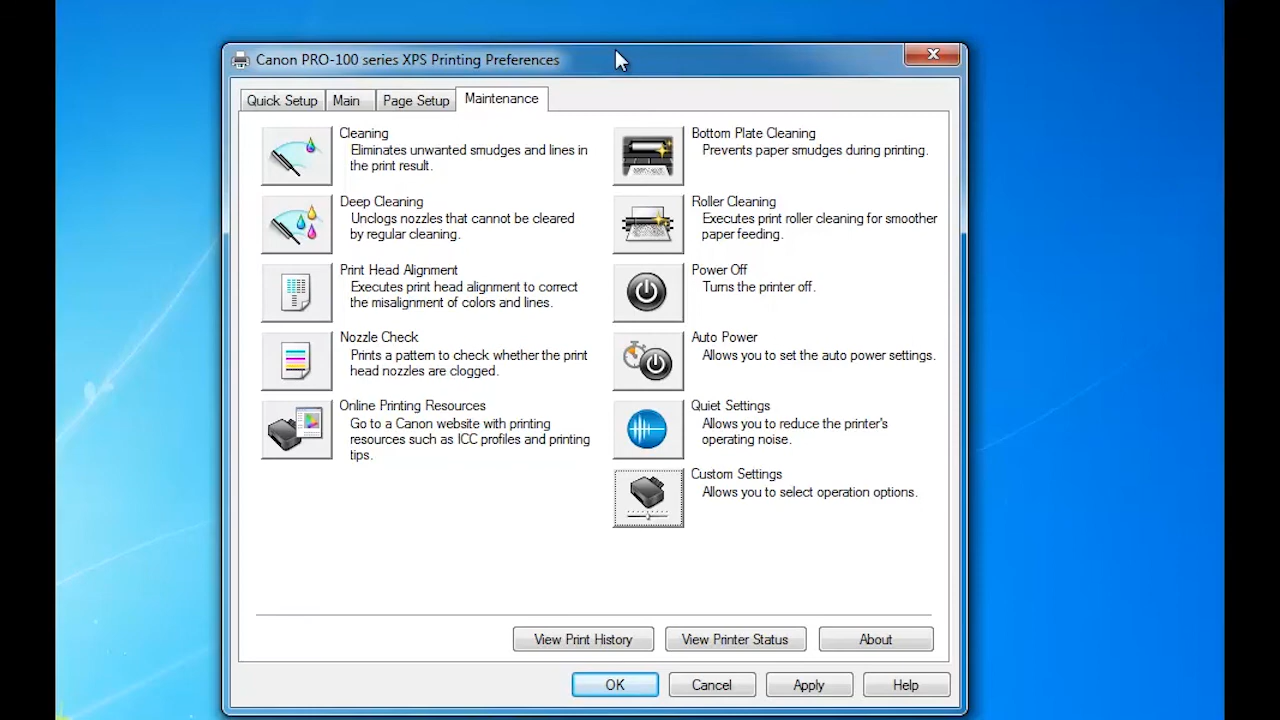 Canon PRO-100 series XPS Printing Preferences
Quick Setup
Main
Page Setup
Maintenance
Cleaning
Eliminates unwanted smudges and lines in
the print result.
Deep Cleaning
Unclogs nozzles that cannot be cleared
by regular cleaning.
Print Head Alignment
Executes print head alignment to correct
the misalignment of colors and lines.
Nozzle Check
Prints a pattern to check whether the print
head nozzles are clogged.
Online Printing Resources
Go to a Canon website with printing
resources such as ICC profiles and printing
tips.
Bottom Plate Cleaning
Prevents paper smudges during printing.
Roller Cleaning
Executes print roller cleaning for smoother
paper feeding.
Power Off
Turns the printer off.
Auto Power
Allows you to set the auto power settings.
Quiet Settings
Allows you to reduce the printer's
operating noise.
Custom Settings
Allows you to select operation options.
View Print History
View Printer Status
About
OK
Cancel
Apply
Help